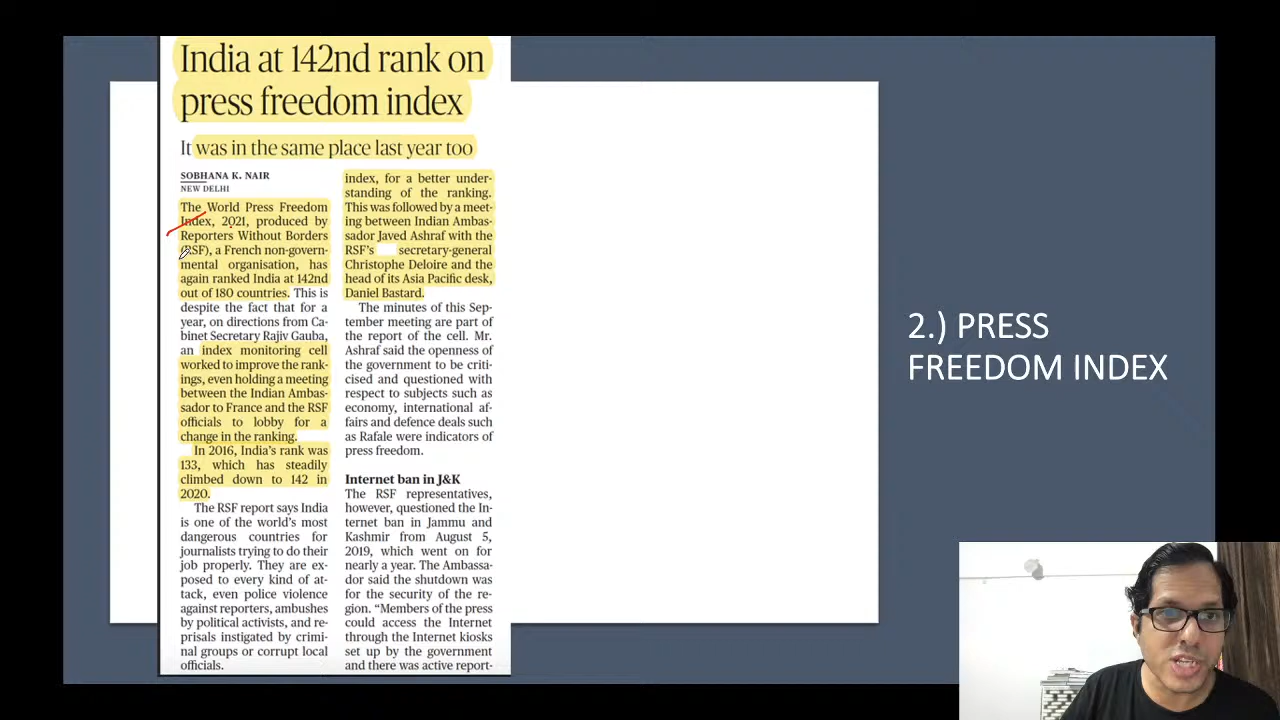 India at 142nd rank on
press freedom index
It was in the same place last year too
SOBHANA K. NAIR
NEW DELHI
The World Press Freedom
Index, 2021, produced by
Reporters Without Borders
(RSF), a French non-govern-
mental organisation, has
again ranked India at 142nd
out of 180 countries. This is
despite the fact that for a
year, on directions from Ca-
binet Secretary Rajiv Gauba,
an index monitoring cell
worked to improve the rank-
ings, even holding a meeting
between the Indian Ambas-
sador to France and the RSF
officials to lobby for a
change in the ranking.
In 2016, India's rank was
133, which has steadily
climbed down to 142 in
2020.
The RSF report says India
is one of the world's most
dangerous countries for
journalists trying to do their
job properly. They are ex-
posed to every kind of at-
tack, even police violence
against reporters, ambushes
by political activists, and re-
prisals instigated by crimi-
nal groups or corrupt local
officials.
index, for a better under-
standing of the ranking.
This was followed by a meet-
ing between Indian Ambas-
sador Javed Ashraf with the
RSF's secretary-general
Christophe Deloire and the
head of its Asia Pacific desk,
Daniel Bastard.
The minutes of this Sep-
tember meeting are part of
the report of the cell. Mr.
Ashraf said the openness of
the government to be criti-
cised and questioned with
respect to subjects such as
economy, international af-
fairs and defence deals such
as Rafale were indicators of
press freedom.
Internet ban in J&K
The RSF representatives,
however, questioned the In-
ternet ban in Jammu and
Kashmir from August 5,
2019, which went on for
nearly a year. The Ambassa-
dor said the shutdown was
for the security of the re-
gion. “Members of the press
could access the Internet
through the Internet kiosks
set up by the government
and there was active report-
2.) PRESS
FREEDOM INDEX